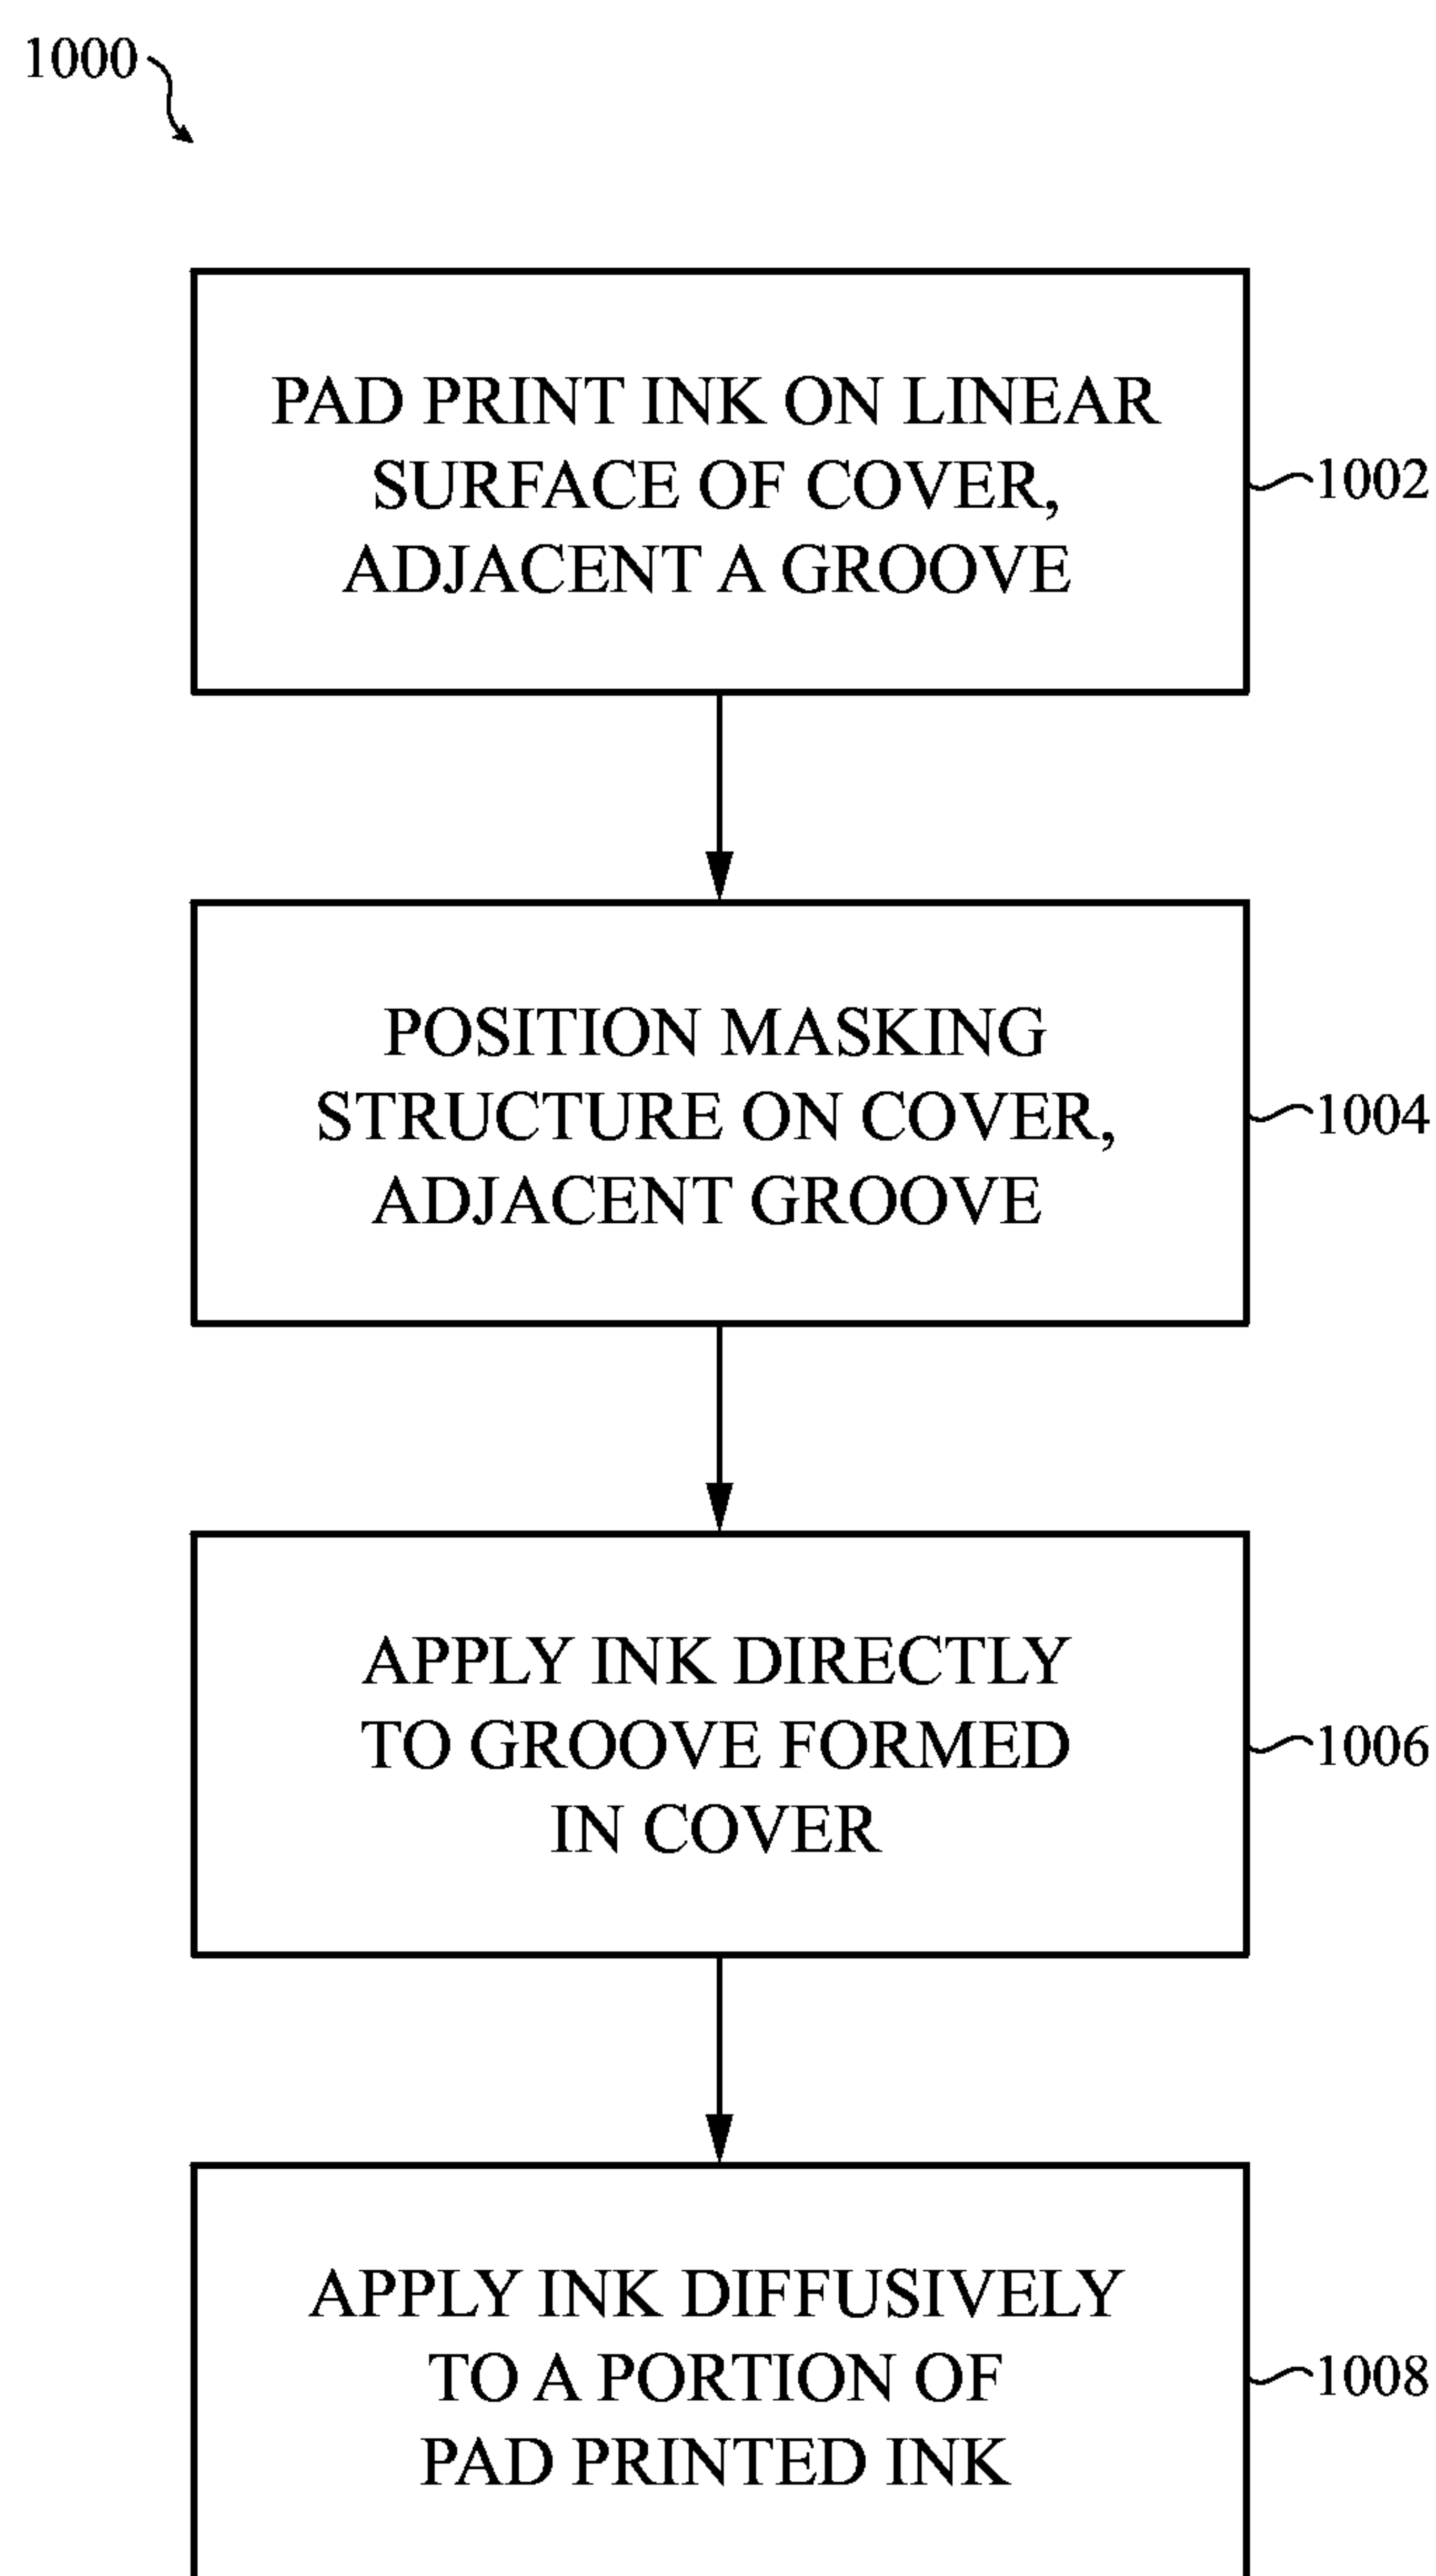 1000
PAD PRINT INK ON LINEAR
SURFACE OF COVER,
ADJACENT A GROOVE
1002
POSITION MASKING
STRUCTURE ON COVER,
ADJACENT GROOVE
1004
APPLY INK DIRECTLY
TO GROOVE FORMED
IN COVER
1006
APPLY INK DIFFUSIVELY
TO A PORTION OF
PAD PRINTED INK
1008